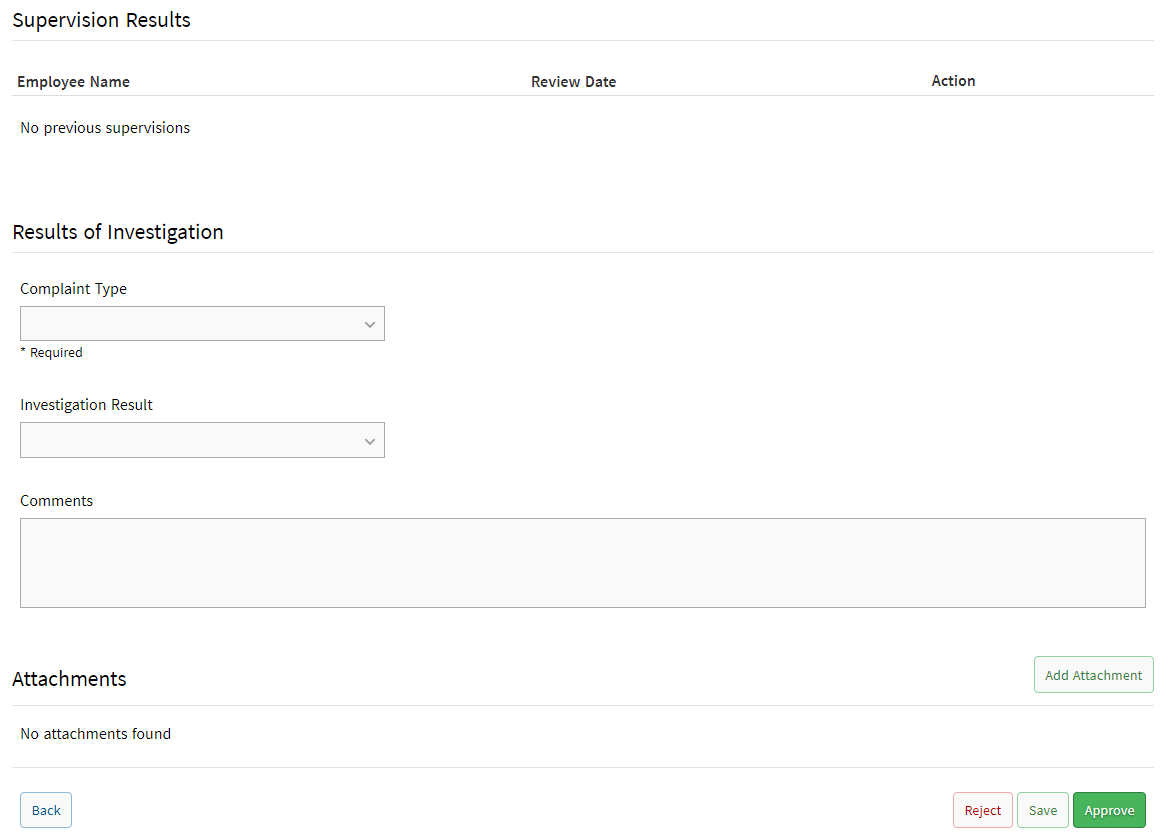 Supervision Results
Employee Name Review Date Action
No previous supervisions
Results of Investigation
Complaint Type
* Required
Investigation Result
Comments
Attachments Add Attachment
No attachments found
Back Reject Save Approve